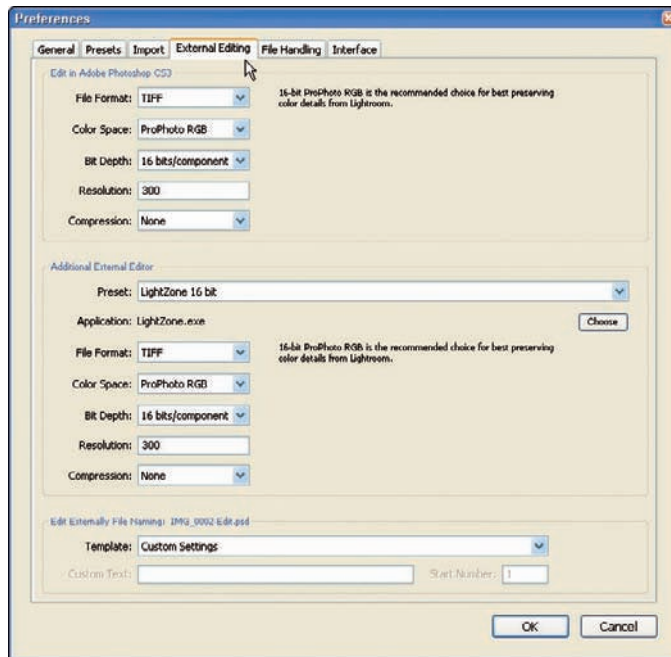 Preferences
General Presets Import External Editing File Handling Interface
Edit in Adobe Photoshop CS3
File Format: TIFF
16-bit ProPhoto RGB is the recommended choice for best preserving
color details from Lightroom.
Color Space: ProPhoto RGB
Bit Depth: 16 bits/component
Resolution: 300
Compression: None
Additional External Editor
Preset: LightZone 16 bit
Application: LightZone.exe
Choose
File Format: TIFF
16-bit ProPhoto RGB is the recommended choice for best preserving
color details from Lightroom.
Color Space: ProPhoto RGB
Bit Depth: 16 bits/component
Resolution: 300
Compression: None
Edit Externally File Naming: IMG_0002-Edit.psd
Template: Custom Settings
Custom Text: Start Number: 1
OK Cancel